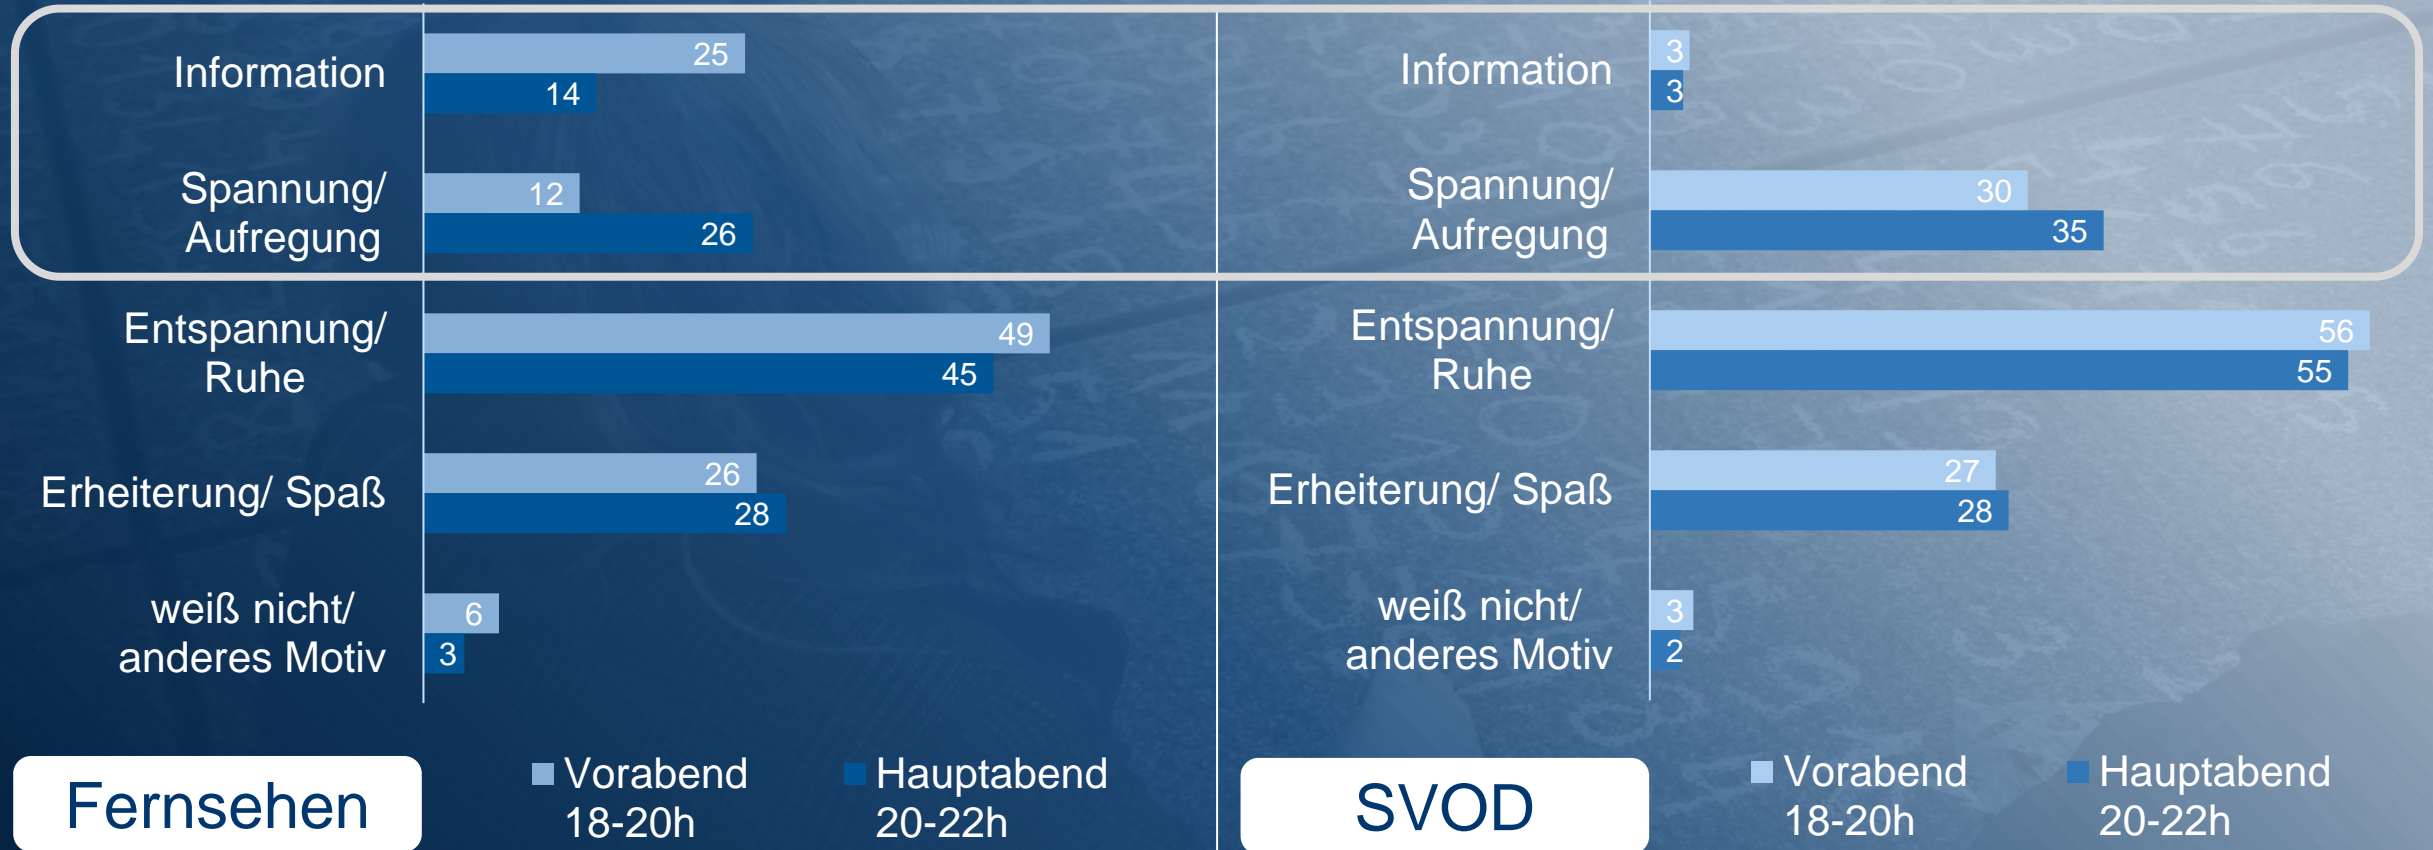 Information
25
14
Spannung/
Aufregung
12
26
Entspannung/
Ruhe
49
45
Erheiterung/ Spaß
26
28
weiß nicht/
anderes Motiv
6
3
Fernsehen
Vorabend
18-20h
Hauptabend
20-22h
Information
3
3
Spannung/
Aufregung
30
35
Entspannung/
Ruhe
56
55
Erheiterung/ Spaß
27
28
weiß nicht/
anderes Motiv
3
2
SVOD
Vorabend
18-20h
Hauptabend
20-22h